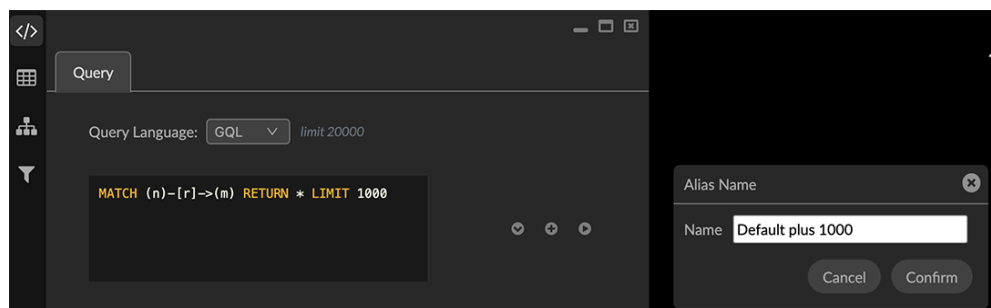 </>
Query
Query Language: GQL limit 20000
MATCH (n)-[r]->(m) RETURN * LIMIT 1000
Alias Name
Name Default plus 1000
Cancel Confirm